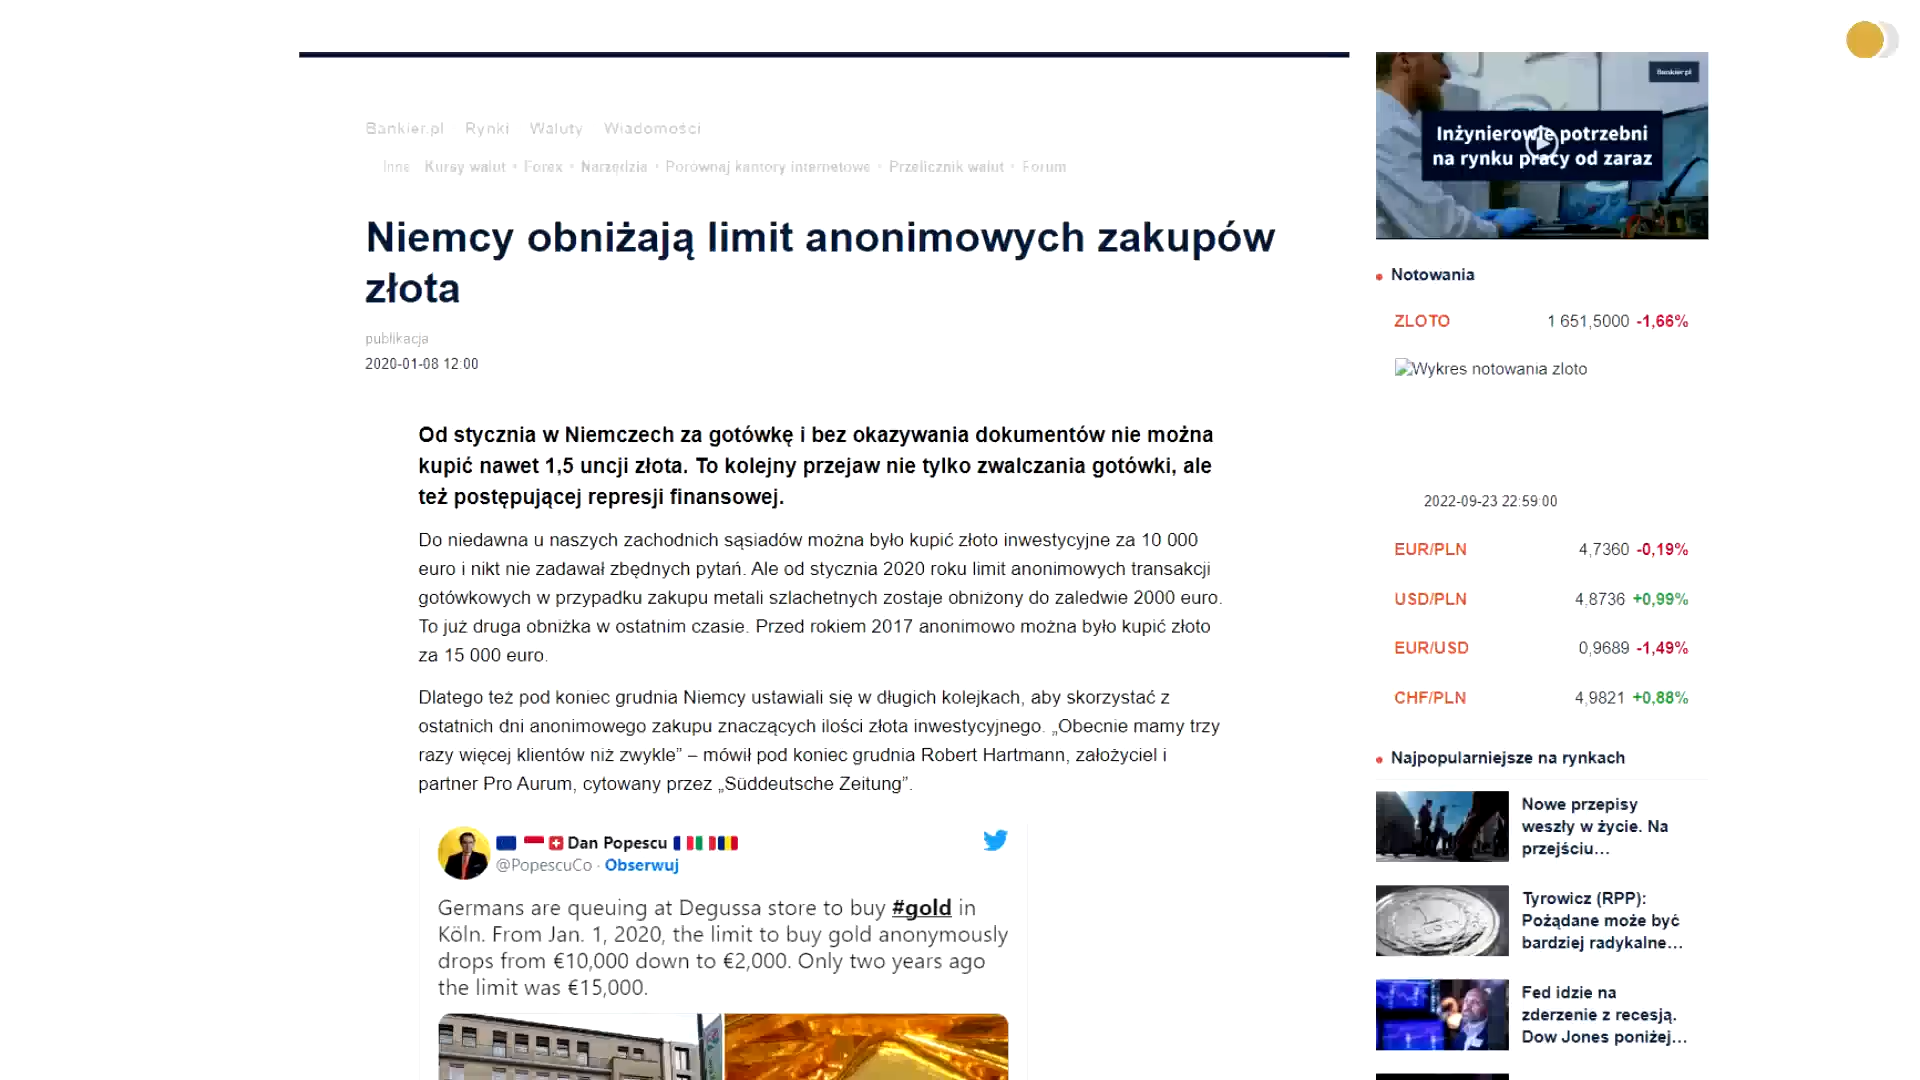 Bankier.pl Rynki Waluty Wiadomości
Inne Kursy walut • Forex • Narzędzia • Porównaj kantory internetowe • Przelicznik walut • Forum
Niemcy obniżają limit anonimowych zakupów
złota
publikacja
2020-01-08 12:00
Od stycznia w Niemczech za gotówkę i bez okazywania dokumentów nie można
kupić nawet 1,5 uncji złota. To kolejny przejaw nie tylko zwalczania gotówki, ale
też postępującej represji finansowej.
Do niedawna u naszych zachodnich sąsiadów można było kupić złoto inwestycyjne za 10 000
euro i nikt nie zadawał zbędnych pytań. Ale od stycznia 2020 roku limit anonimowych transakcji
gotówkowych w przypadku zakupu metali szlachetnych zostaje obniżony do zaledwie 2000 euro.
To już druga obniżka w ostatnim czasie. Przed rokiem 2017 anonimowo można było kupić złoto
za 15 000 euro.
Dlatego też pod koniec grudnia Niemcy ustawiali się w długich kolejkach, aby skorzystać z
ostatnich dni anonimowego zakupu znaczących ilości złota inwestycyjnego. „Obecnie mamy trzy
razy więcej klientów niż zwykle” – mówił pod koniec grudnia Robert Hartmann, założyciel i
partner Pro Aurum, cytowany przez „Süddeutsche Zeitung”.
Dan Popescu
@PopescuCo · Obserwuj
Germans are queuing at Degussa store to buy #gold in
Köln. From Jan. 1, 2020, the limit to buy gold anonymously
drops from €10,000 down to €2,000. Only two years ago
the limit was €15,000.
Bankier.pl
Inżynierowie potrzebni
na rynku pracy od zaraz
Notowania
ZLOTO 1 651,5000 -1,66%
Wykres notowania zloto
2022-09-23 22:59:00
EUR/PLN 4,7360 -0,19%
USD/PLN 4,8736 +0,99%
EUR/USD 0,9689 -1,49%
CHF/PLN 4,9821 +0,88%
Najpopularniejsze na rynkach
Nowe przepisy
weszły w życie. Na
przejściu...
Tyrowicz (RPP):
Pożądane może być
bardziej radykalne...
Fed idzie na
zderzenie z recesją.
Dow Jones poniżej...